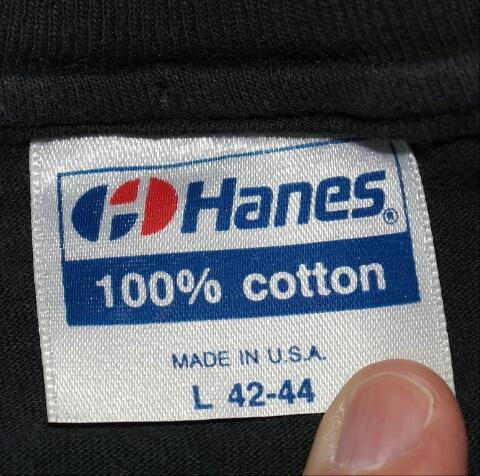 Hanes®
100% cotton
MADE IN U.S.A.
L 42-44